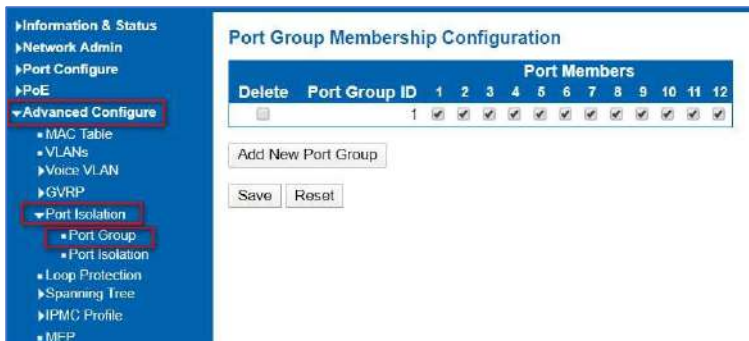 Information & Status
Network Admin
Port Configure
PoE
Advanced Configure
MAC Table
VLANs
Voice VLAN
GVRP
Port Isolation
Port Group
Port Isolation
Loop Protection
Spanning Tree
IPMC Profile
MEP
Port Group Membership Configuration
Port Members
Delete Port Group ID 1 2 3 4 5 6 7 8 9 10 11 12
1
Add New Port Group
Save Reset